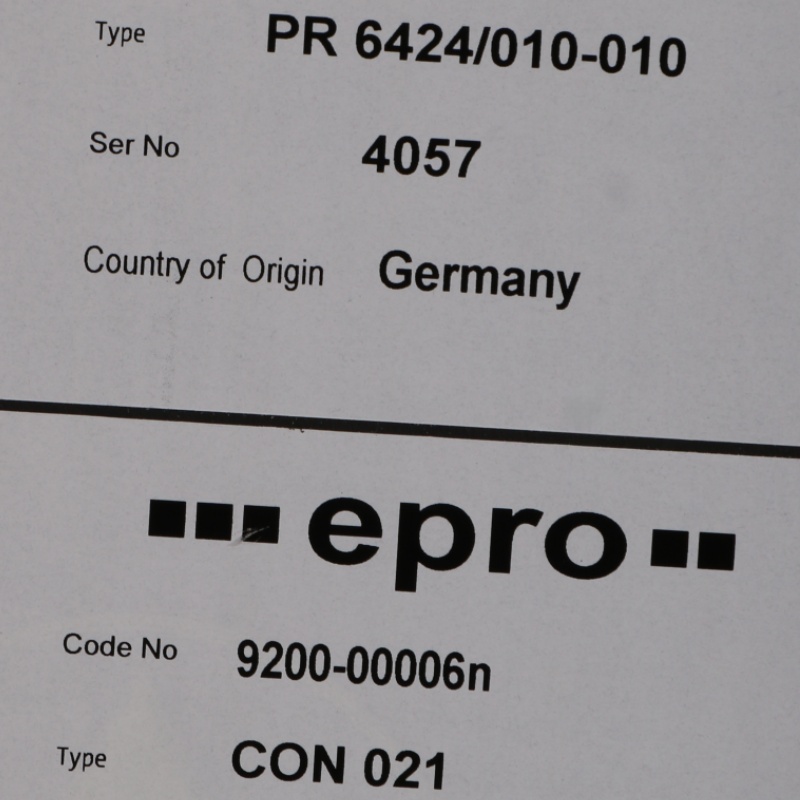 Type PR 6424/010-010
Ser No 4057
Country of Origin Germany
epro
Code No 9200-00006n
Type CON 021